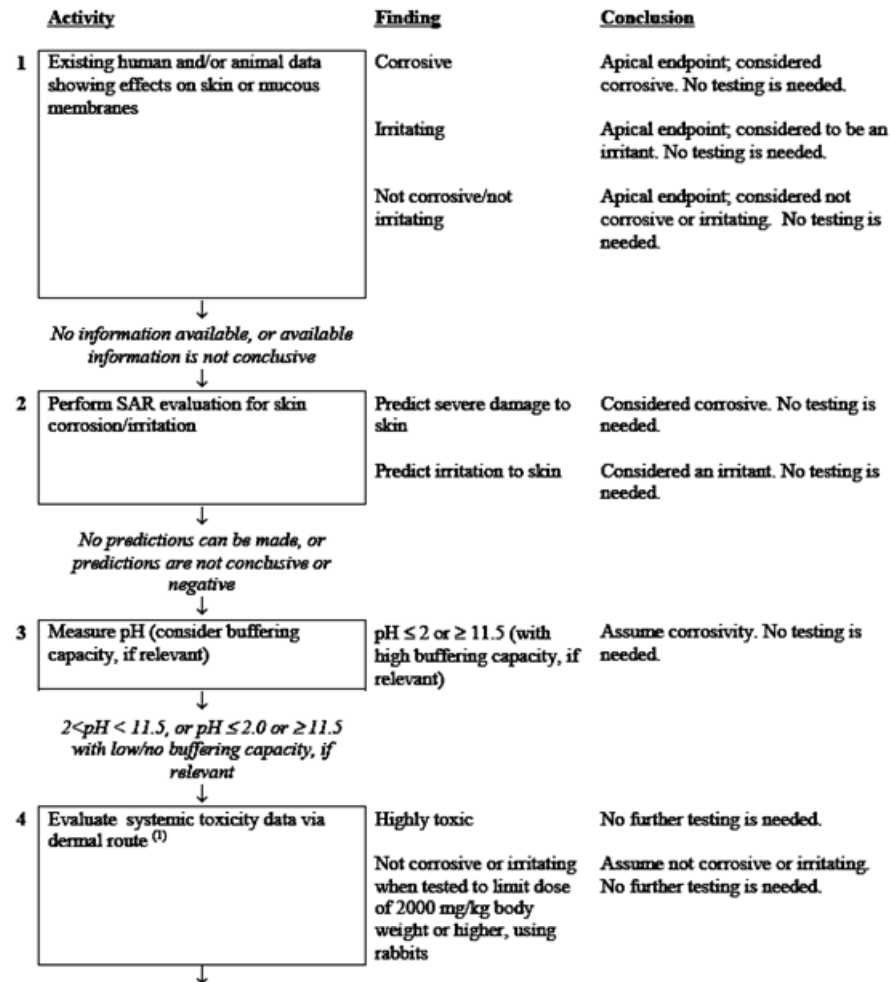 Activity
Finding
Conclusion
1
Existing human and/or animal data
showing effects on skin or mucous
membranes
Corrosive
Apical endpoint; considered
corrosive. No testing is needed.
Irritating
Apical endpoint; considered to be an
irritant. No testing is needed.
Not corrosive/not
irritating
Apical endpoint; considered not
corrosive or irritating. No testing is
needed.
↓
No information available, or available
information is not conclusive
↓
2
Perform SAR evaluation for skin
corrosion/irritation
Predict severe damage to
skin
Considered corrosive. No testing is
needed.
Predict irritation to skin
Considered an irritant. No testing is
needed.
↓
No predictions can be made, or
predictions are not conclusive or
negative
↓
3
Measure pH (consider buffering
capacity, if relevant)
pH ≤ 2 or ≥ 11.5 (with
high buffering capacity, if
relevant)
Assume corrosivity. No testing is
needed.
↓
2<pH < 11.5, or pH ≤ 2.0 or ≥ 11.5
with low/no buffering capacity, if
relevant
↓
4
Evaluate systemic toxicity data via
dermal route (1)
Highly toxic
No further testing is needed.
Not corrosive or irritating
when tested to limit dose
of 2000 mg/kg body
weight or higher, using
rabbits
Assume not corrosive or irritating.
No further testing is needed.
↓